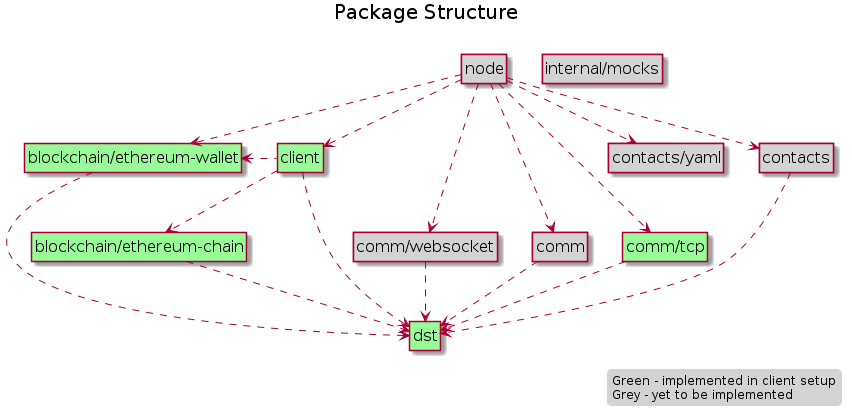 Package Structure
node
internal/mocks
blockchain/ethereum-wallet
client
contacts/yaml
contacts
blockchain/ethereum-chain
comm/websocket
comm
comm/tcp
dst
Green - implemented in client setup
Grey - yet to be implemented